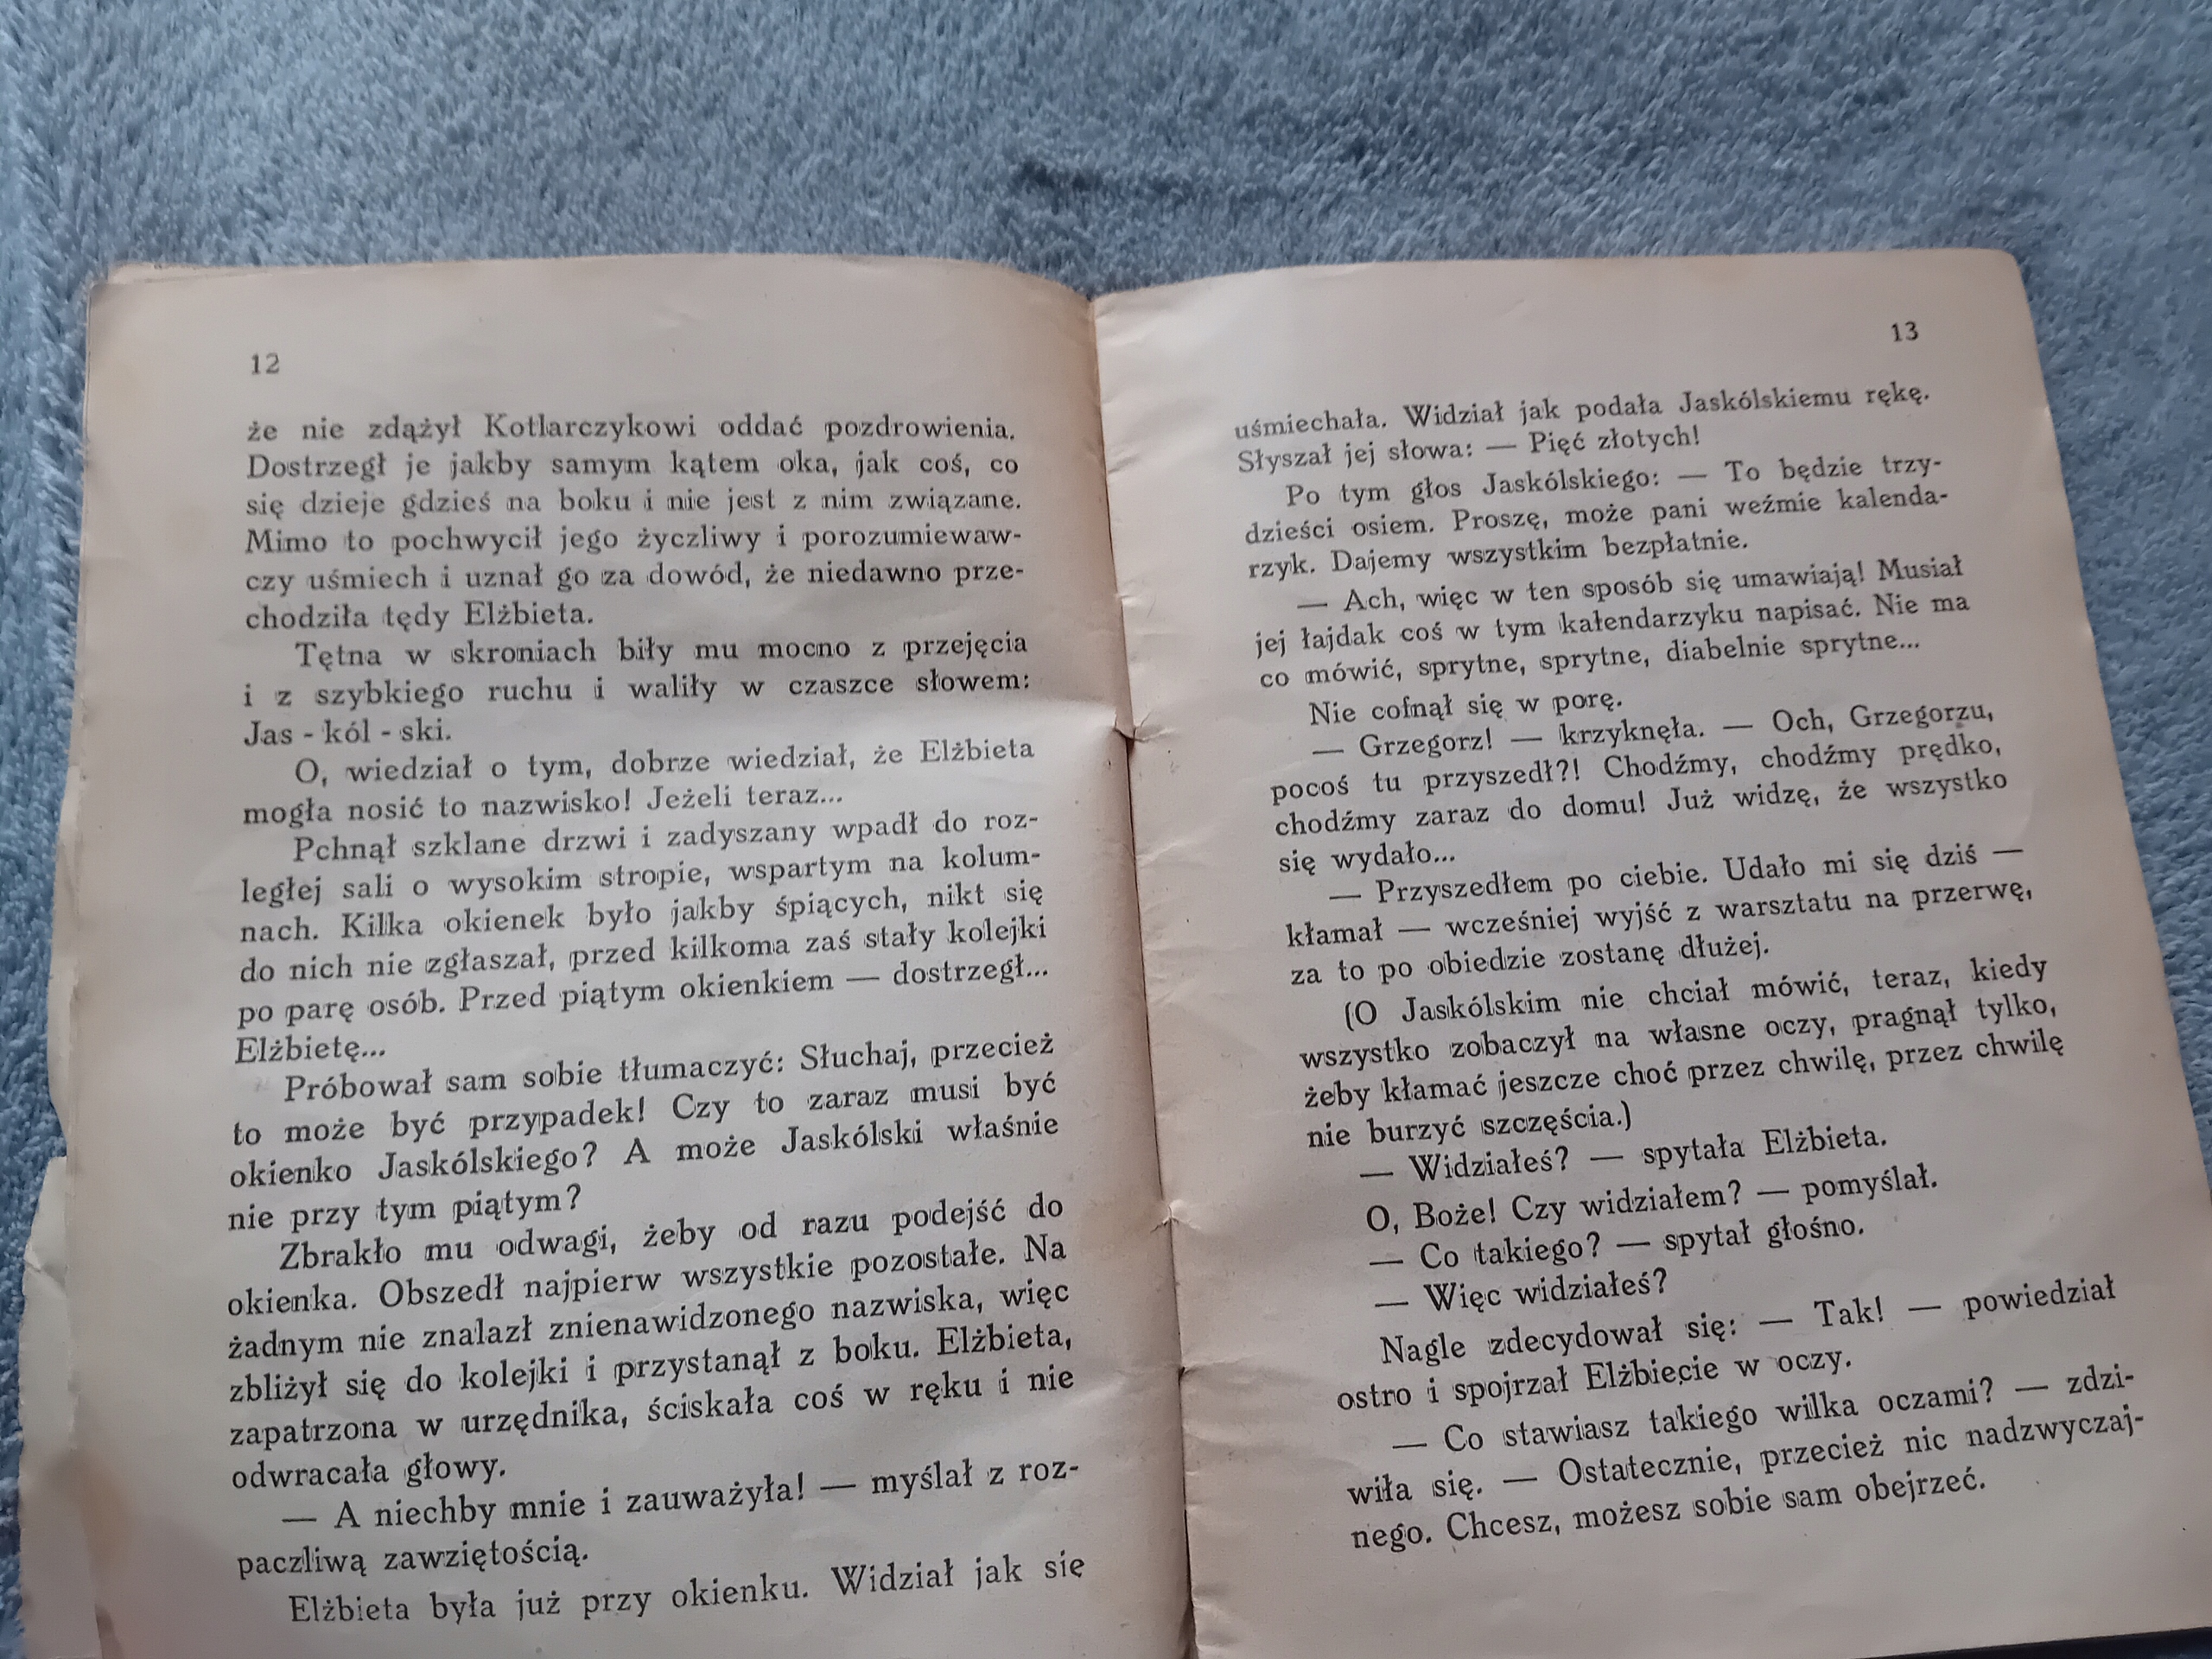 12
że nie zdążył Kotlarczykowi oddać pozdrowienia.
Dostrzegł je jakby samym kątem oka, jak coś, co
się dzieje gdzieś na boku i nie jest z nim związane.
Mimo to pochwycił jego życzliwy i porozumiewaw-
czy uśmiech i uznał go za dowód, że niedawno prze-
chodziła tędy Elżbieta.
Tętna w skroniach biły mu mocno z przejęcia
i z szybkiego ruchu i waliły w czaszce słowem:
Jas - kól - ski.
O, wiedział o tym, dobrze wiedział, że Elżbieta
mogła nosić to nazwisko! Jeżeli teraz...
Pchnął szklane drzwi i zadyszany wpadł do roz-
ległej sali o wysokim stropie, wspartym na kolum-
nach. Kilka okienek było jakby śpiących, nikt się
do nich nie zgłaszał, przed kilkoma zaś stały kolejki
po parę osób. Przed piątym okienkiem — dostrzegł...
Elżbietę...
Próbował sam sobie tłumaczyć: Słuchaj, przecież
to może być przypadek! Czy to zaraz musi być
okienko Jaskólskiego? A może Jaskólski właśnie
nie przy tym piątym?
Zbrakło mu odwagi, żeby od razu podejść do
okienka. Obszedł najpierw wszystkie pozostałe. Na
żadnym nie znalazł znienawidzonego nazwiska, więc
zbliżył się do kolejki i przystanął z boku. Elżbieta,
zapatrzona w urzędnika, ściskała coś w ręku i nie
odwracała głowy.
— A niechby mnie i zauważyła! — myślał z roz-
paczliwą zawziętością.
Elżbieta była już przy okienku. Widział jak się
13
uśmiechała. Widział jak podała Jaskólskiemu rękę.
Słyszał jej słowa: — Pięć złotych!
Po tym głos Jaskólskiego: — To będzie trzy-
dzieści osiem. Proszę, może pani weźmie kalenda-
rzyk. Dajemy wszystkim bezpłatnie.
— Ach, więc w ten sposób się umawiają! Musiał
jej łajdak coś w tym kałendarzyku napisać. Nie ma
co mówić, sprytne, sprytne, diabelnie sprytne...
Nie cofnął się w porę.
— Grzegorz! — krzyknęła. — Och, Grzegorzu,
pocoś tu przyszedł?! Chodźmy, chodźmy prędko,
chodźmy zaraz do domu! Już widzę, że wszystko
się wydało...
— Przyszedłem po ciebie. Udało mi się dziś —
kłamał — wcześniej wyjść z warsztatu na przerwę,
za to po obiedzie zostanę dłużej.
(O Jaskólskim nie chciał mówić, teraz, kiedy
wszystko zobaczył na własne oczy, pragnął tylko,
żeby kłamać jeszcze choć przez chwilę, przez chwilę
nie burzyć szczęścia.)
— Widziałeś? — spytała Elżbieta.
O, Boże! Czy widziałem? — pomyślał.
— Co takiego? — spytał głośno.
— Więc widziałeś?
Nagle zdecydował się: — Tak! — powiedział
ostro i spojrzał Elżbiecie w oczy.
— Co stawiasz takiego wilka oczami? — zdzi-
wiła się. — Ostatecznie, przecież nic nadzwyczaj-
nego. Chcesz, możesz sobie sam obejrzeć.